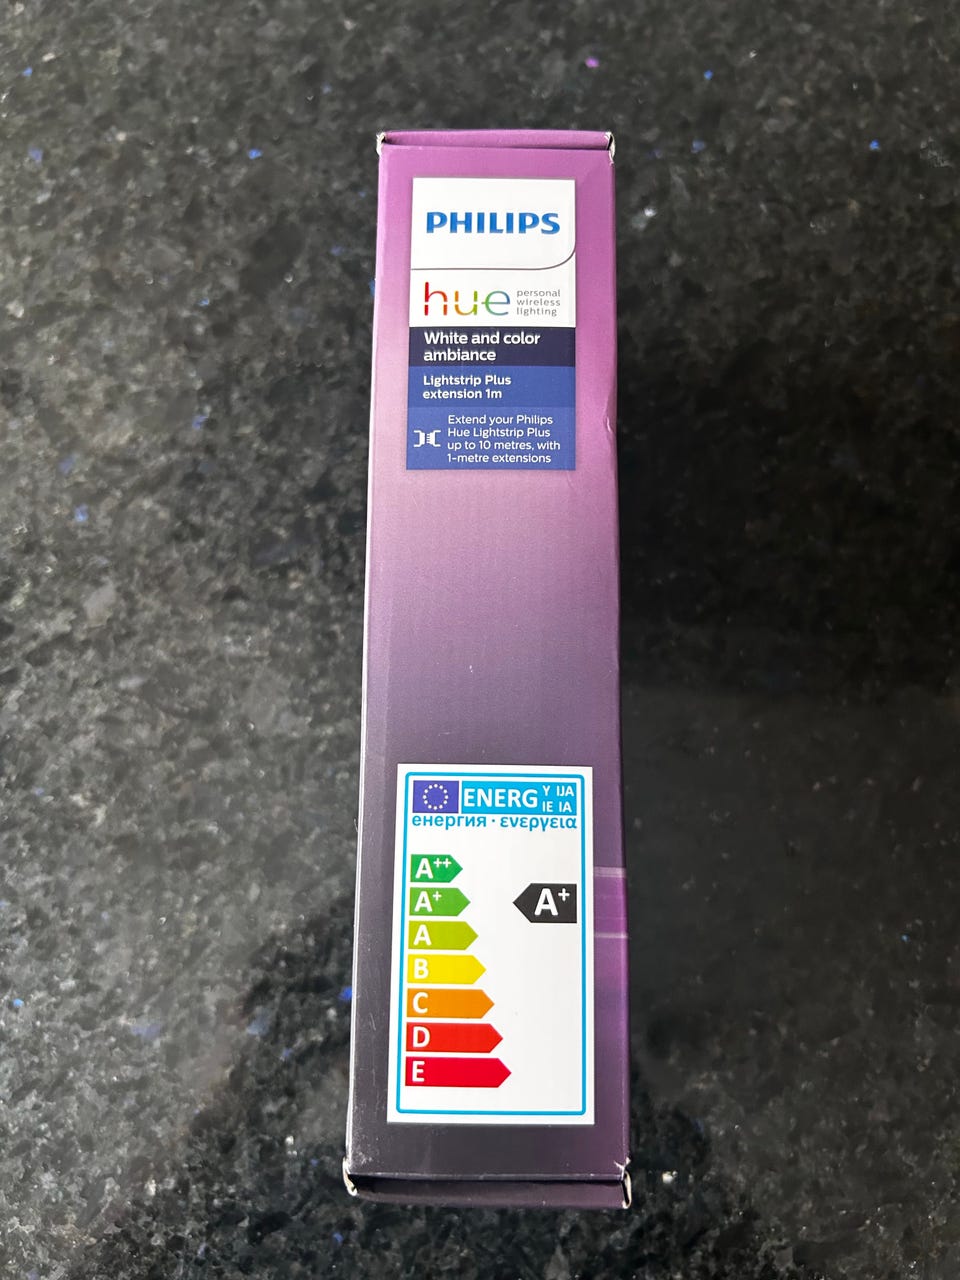 PHILIPS
hue personal
wireless
lighting
White and color
ambiance
Lightstrip Plus
extension 1m
Extend your Philips
Hue Lightstrip Plus
up to 10 metres, with
1-metre extensions
ENERG Y IJA
IE IA
енергия · ενεργεια
A++
A+
A+
A
B
C
D
E